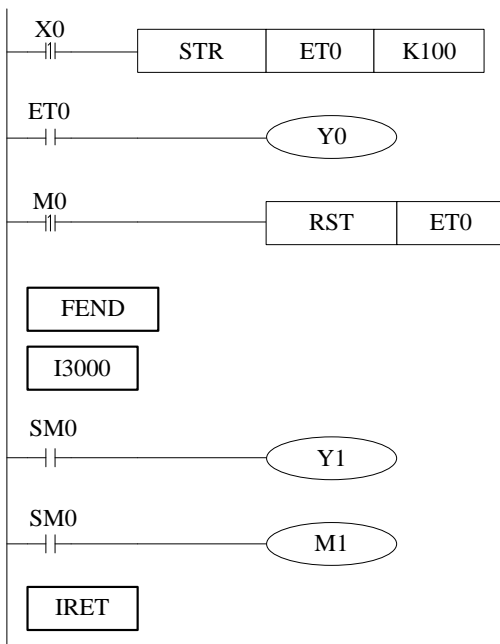 X0
STR ET0 K100
ET0
Y0
M0
RST ET0
FEND
I3000
SM0
Y1
SM0
M1
IRET